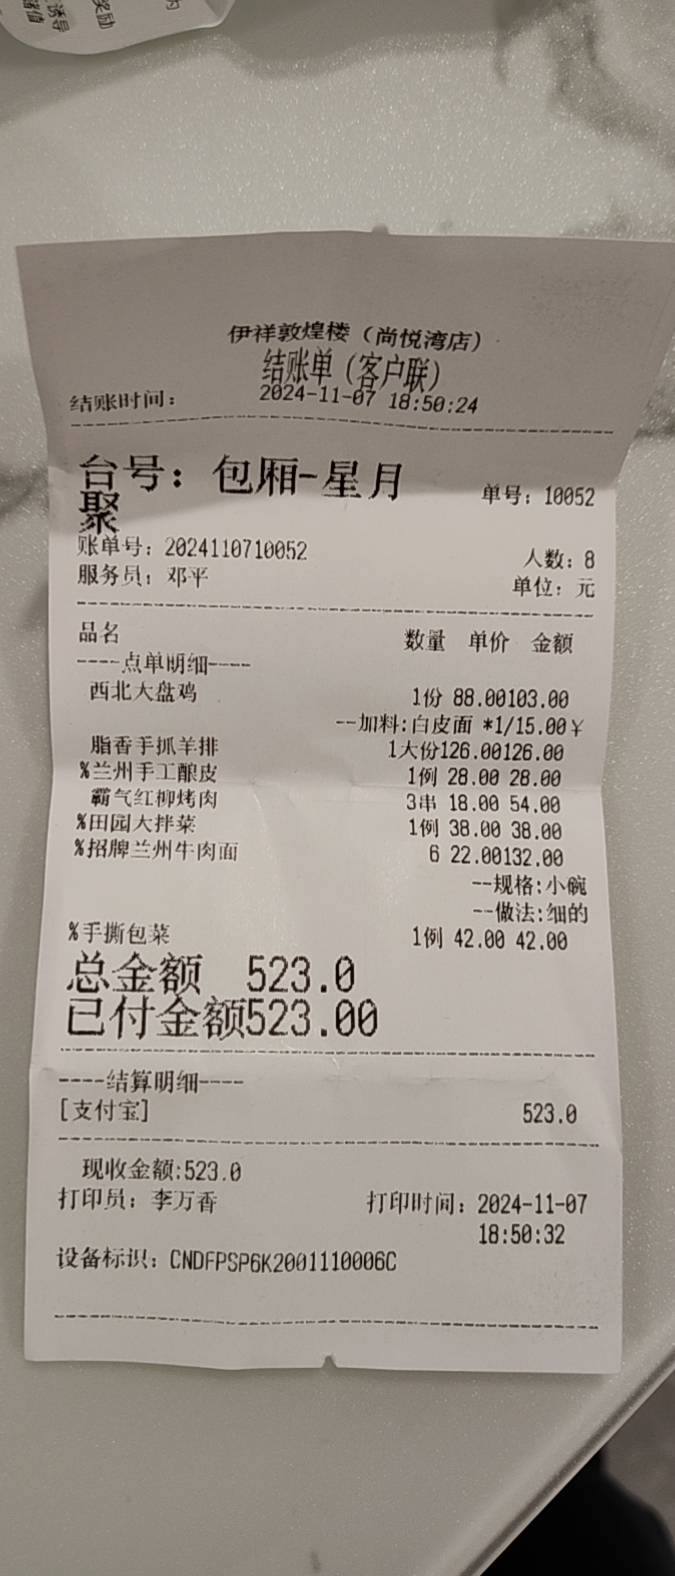 为
奖励
诱导
储值
伊祥敦煌楼（尚悦湾店）
结账单（客户联）
结账时间： 2024-11-07 18:50:24
台号：包厢-星月
聚
单号：10052
账单号：2024110710052
人数：8
服务员：邓平
单位：元
品名 数量 单价 金额
----点单明细----
西北大盘鸡 1份 88.00103.00
--加料:白皮面 *1/15.00￥
脂香手抓羊排 1大份126.00126.00
%兰州手工酿皮 1例 28.00 28.00
霸气红柳烤肉 3串 18.00 54.00
%田园大拌菜 1例 38.00 38.00
%招牌兰州牛肉面 6 22.00132.00
--规格:小碗
--做法:细的
%手撕包菜 1例 42.00 42.00
总金额 523.0
已付金额523.00
----结算明细----
[支付宝] 523.0
现收金额:523.0
打印员：李万香 打印时间：2024-11-07
18:50:32
设备标识：CNDFPSP6K2001110006C